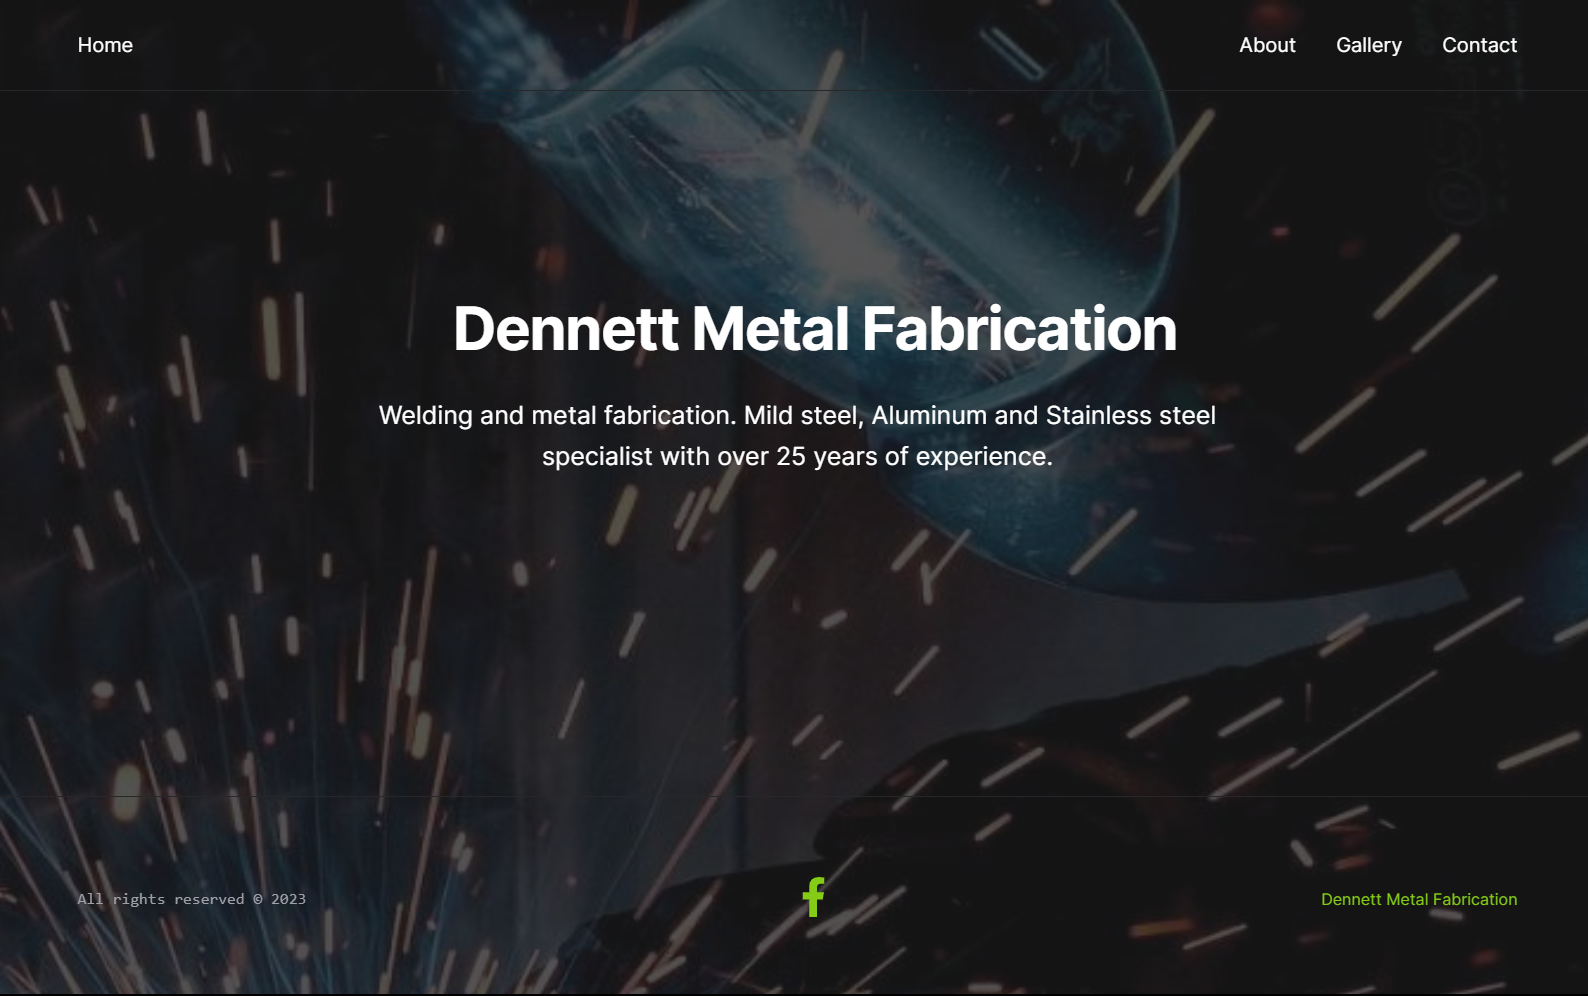 Home
About
Gallery
Contact
Dennett Metal Fabrication
Welding and metal fabrication. Mild steel, Aluminum and Stainless steel
specialist with over 25 years of experience.
All rights reserved © 2023
Dennett Metal Fabrication